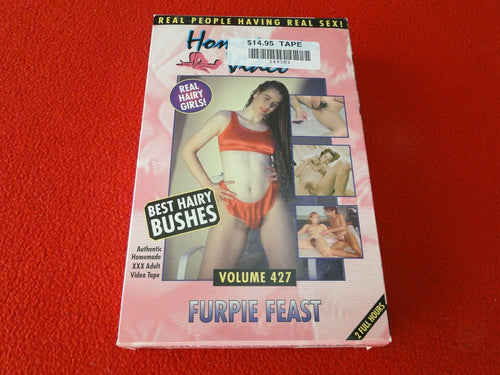 REAL PEOPLE HAVING REAL SEX!
$14.95 TAPE
143583
REAL
HAIRY
GIRLS!
BEST HAIRY
BUSHES
Authentic
Homemade
XXX Adult
Video Tape
VOLUME 427
FURPIE FEAST
2 FULL HOURS